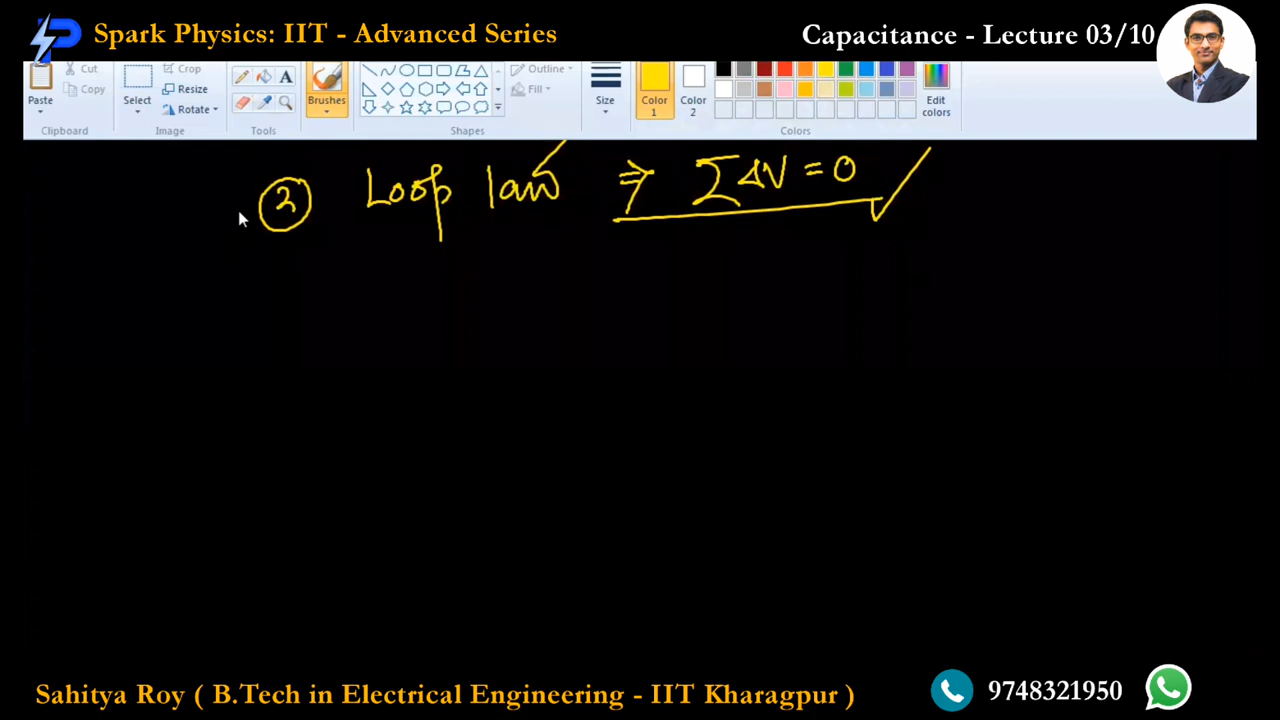 Spark Physics: IIT - Advanced Series
Capacitance - Lecture 03/10
Cut
Copy
Paste
Clipboard
Select
Crop
Resize
Rotate
Image
A
Tools
Brushes
Outline
Fill
Shapes
Size
Color 1
Color 2
Edit colors
Colors
② Loop law ⇒ ∑ΔV = 0
Sahitya Roy ( B.Tech in Electrical Engineering - IIT Kharagpur )
9748321950